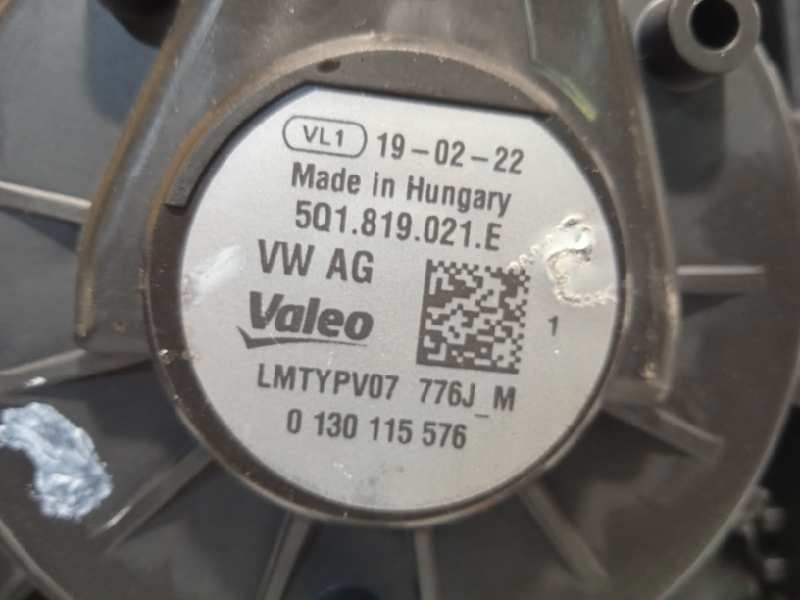 VL1 19-02-22
Made in Hungary
5Q1.819.021.E
VW AG
Valeo
1
LMTYPV07 776J_M
0 130 115 576